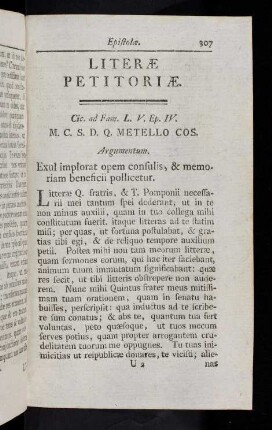 Epistolæ. 307
LITERÆ
PETITORIÆ.
Cic. ad Fam. L. V. Ep. IV.
M. C. S. D. Q. METELLO COS.
Argumentum.
Exul implorat opem consulis, & memo-
riam beneficii pollicetur.
Litteræ Q. fratris, & T. Pomponii necessa-
rii mei tantum spei dederant, ut in te
non minus auxilii, quam in tua collega mihi
constitutum fuerit. itaque litteras ad te statim
misi; per quas, ut fortuna postulabat, & gra-
tias tibi egi, & de reliquo tempore auxilium
petii. Postea mihi non tam meorum litteræ,
quam sermones eorum, qui hac iter faciebant,
animum tuum immutatum significabant: quæ
res fecit, ut tibi litteris obstrepere non aude-
rem. Nunc mihi Quintus frater meus mitissi-
mam tuam orationem, quam in senatu ha-
buisses, perscripsit: qua inductus ad te scribe-
re sum conatus; & abs te, quantum tua fert
voluntas, peto quæsoque, ut tuos mecum
serves potius, quam propter arrogantem cru-
delitatem tuorum me oppugnes. Tu tuas ini-
micitias ut reipublicæ donares, te vicisti; alie-
U 2 nas